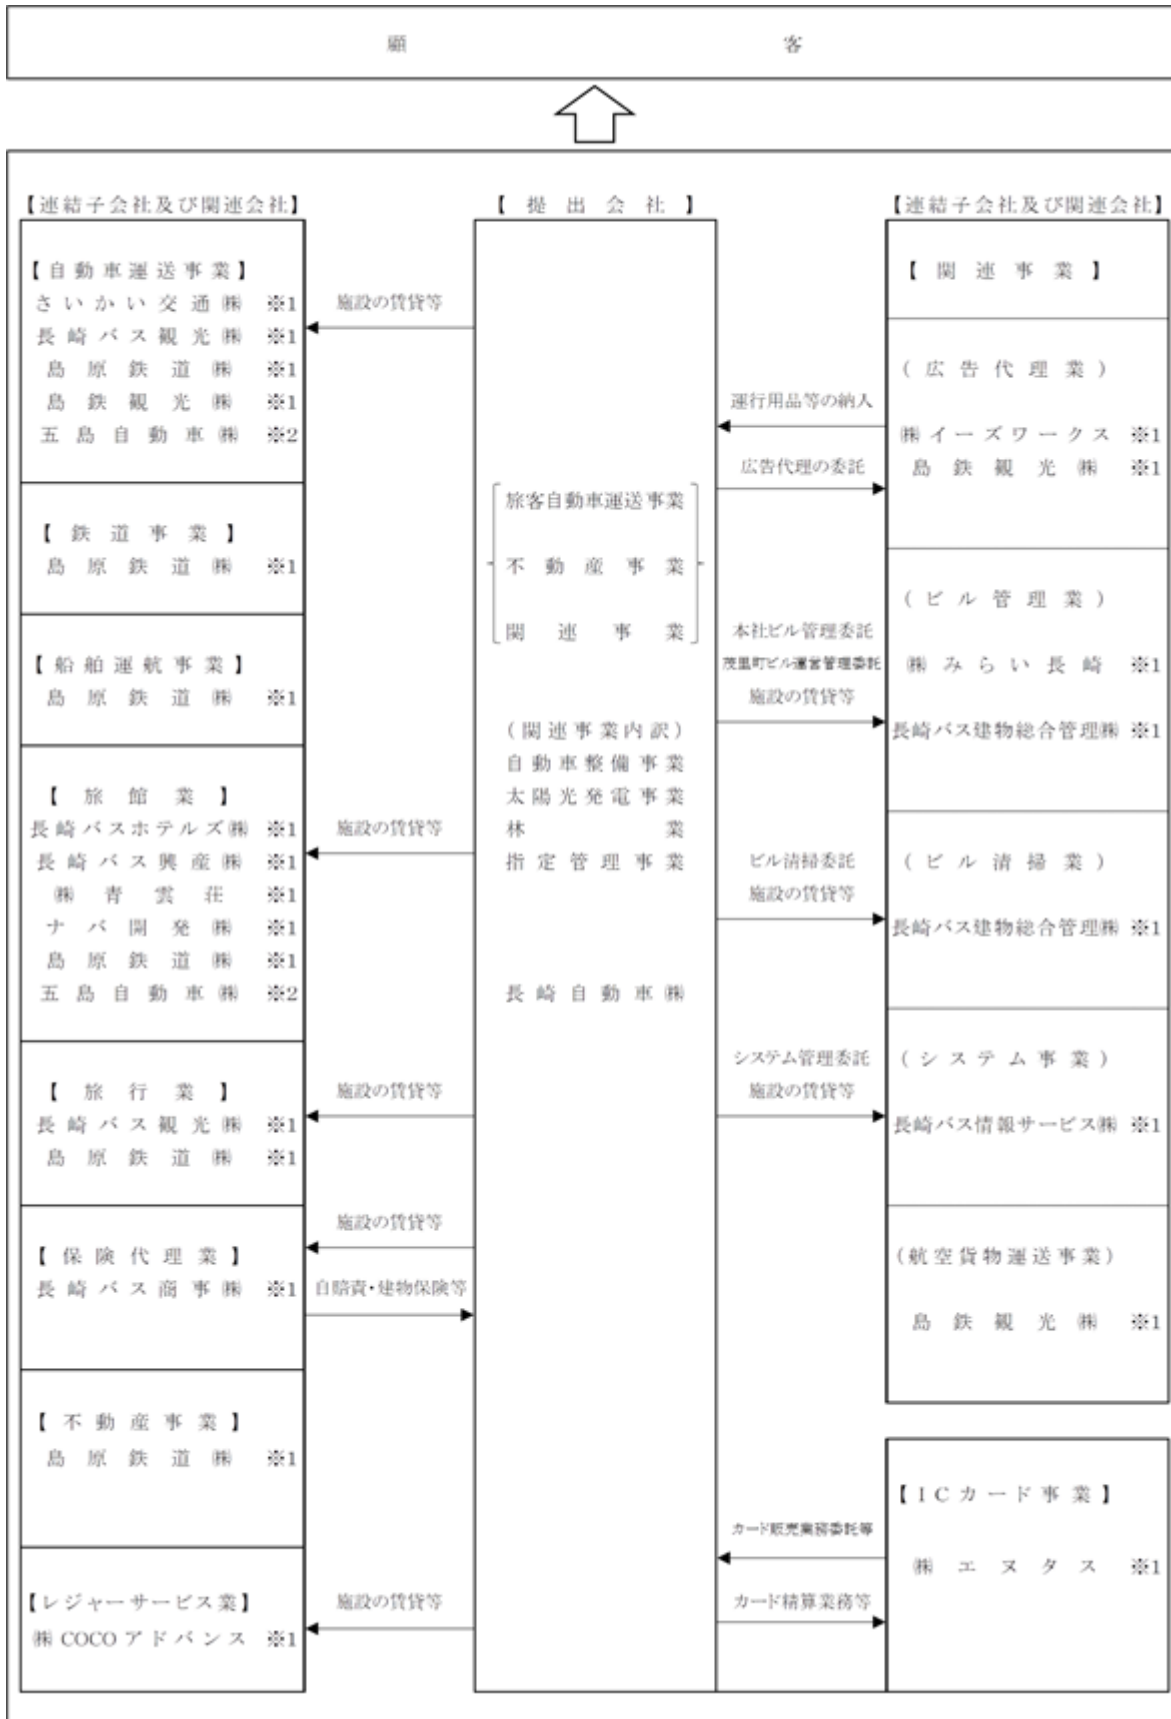 顧客
【連結子会社及び関連会社】
【自動車運送事業】
さいかい交通㈱ ※1
長崎バス観光㈱ ※1
島原鉄道㈱ ※1
島鉄観光㈱ ※1
五島自動車㈱ ※2
【鉄道事業】
島原鉄道㈱ ※1
【船舶運航事業】
島原鉄道㈱ ※1
【旅館業】
長崎バスホテルズ㈱ ※1
長崎バス興産㈱ ※1
㈱青雲荘 ※1
ナバ開発㈱ ※1
島原鉄道㈱ ※1
五島自動車㈱ ※2
【旅行業】
長崎バス観光㈱ ※1
島原鉄道㈱ ※1
【保険代理業】
長崎バス商事㈱ ※1
【不動産事業】
島原鉄道㈱ ※1
【レジャーサービス業】
㈱COCOアドバンス ※1
施設の賃貸等
施設の賃貸等
施設の賃貸等
施設の賃貸等
自賠責・建物保険等
施設の賃貸等
【提出会社】
旅客自動車運送事業
不動産事業
関連事業
(関連事業内訳)
自動車整備事業
太陽光発電事業
林業
指定管理事業
長崎自動車㈱
運行用品等の納入
広告代理の委託
本社ビル管理委託
茂里町ビル運営管理委託
施設の賃貸等
ビル清掃委託
施設の賃貸等
システム管理委託
施設の賃貸等
カード販売業務委託等
カード精算業務等
【連結子会社及び関連会社】
【関連事業】
(広告代理業)
㈱イーズワークス ※1
島鉄観光㈱ ※1
(ビル管理業)
㈱みらい長崎 ※1
長崎バス建物総合管理㈱ ※1
(ビル清掃業)
長崎バス建物総合管理㈱ ※1
(システム事業)
長崎バス情報サービス㈱ ※1
(航空貨物運送事業)
島鉄観光㈱ ※1
【ICカード事業】
㈱エヌタス ※1